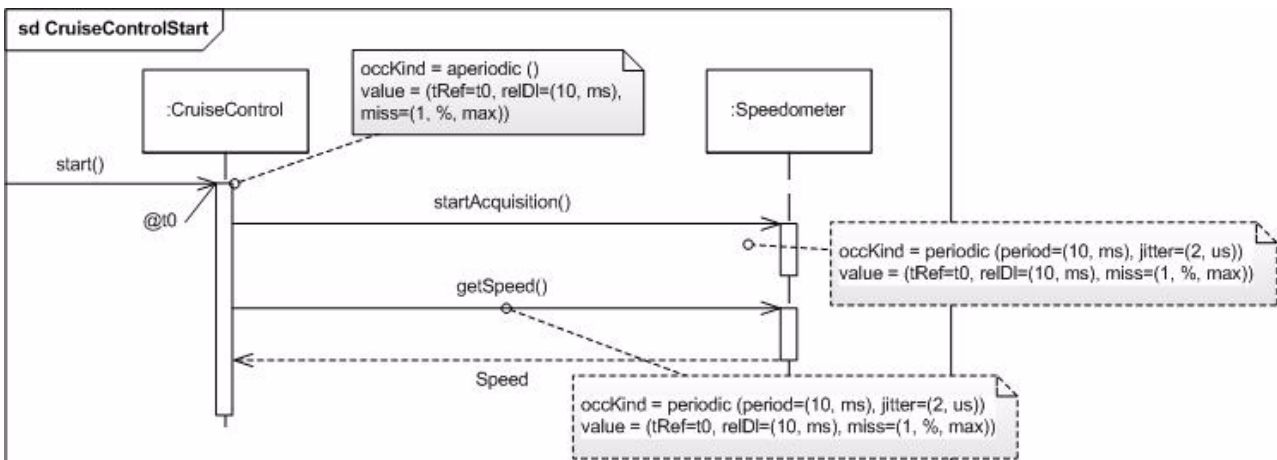 sd CruiseControlStart
occKind = aperiodic ()
value = (tRef=t0, relDl=(10, ms),
miss=(1, %, max))
:CruiseControl
:Speedometer
start()
@t0
startAcquisition()
occKind = periodic (period=(10, ms), jitter=(2, us))
value = (tRef=t0, relDl=(10, ms), miss=(1, %, max))
getSpeed()
Speed
occKind = periodic (period=(10, ms), jitter=(2, us))
value = (tRef=t0, relDl=(10, ms), miss=(1, %, max))